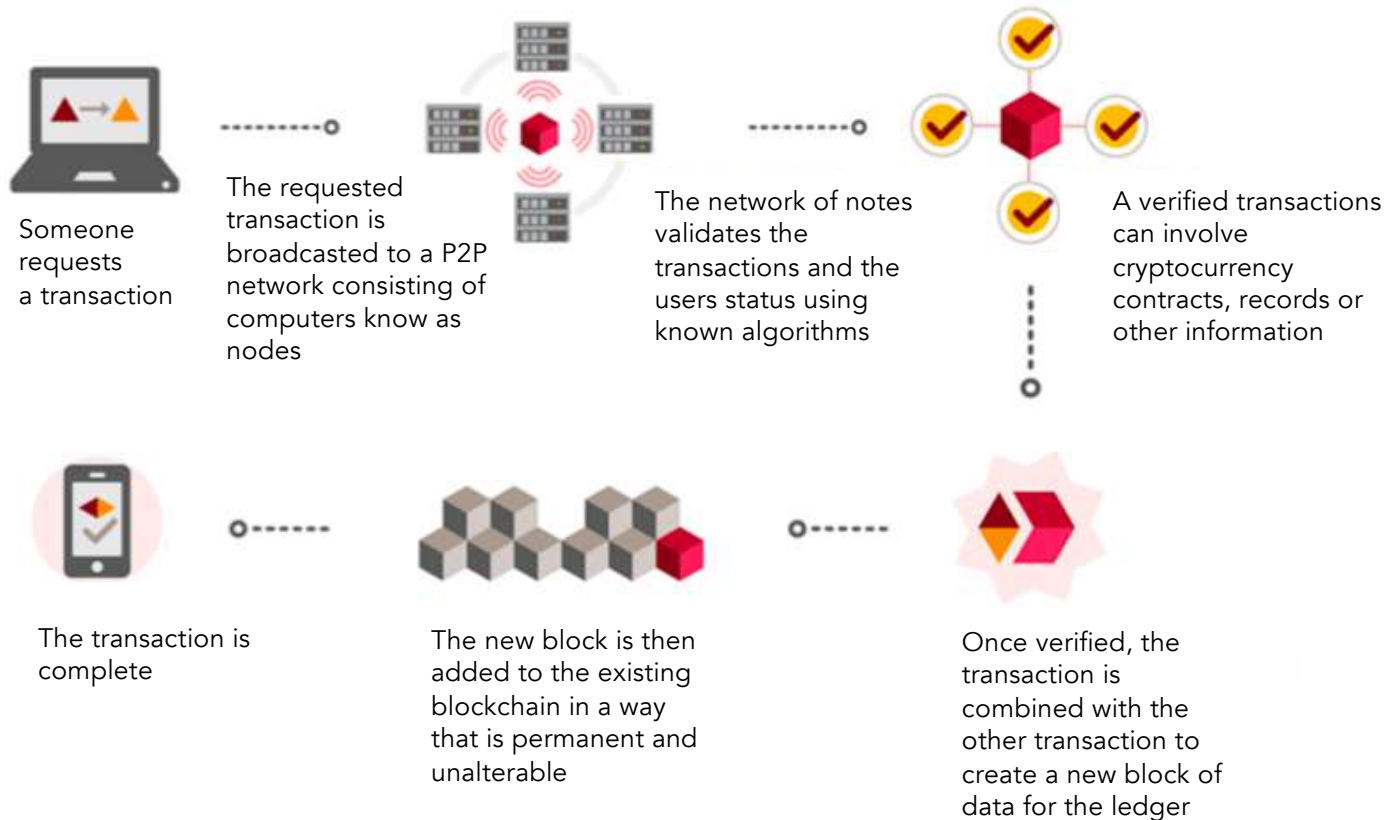 Someone
requests
a transaction
The requested
transaction is
broadcasted to a P2P
network consisting of
computers know as
nodes
The network of notes
validates the
transactions and the
users status using
known algorithms
A verified transactions
can involve
cryptocurrency
contracts, records or
other information
Once verified, the
transaction is
combined with the
other transaction to
create a new block of
data for the ledger
The new block is then
added to the existing
blockchain in a way
that is permanent and
unalterable
The transaction is
complete